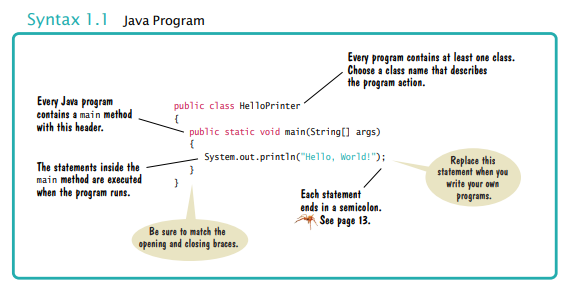 Syntax 1.1 Java Program
Every program contains at least one class.
Choose a class name that describes
the program action.
Every Java program
contains a main method
with this header.
public class HelloPrinter
{
public static void main(String[] args)
{
System.out.println("Hello, World!");
}
}
The statements inside the
main method are executed
when the program runs.
Replace this
statement when you
write your own
programs.
Each statement
ends in a semicolon.
See page 13.
Be sure to match the
opening and closing braces.